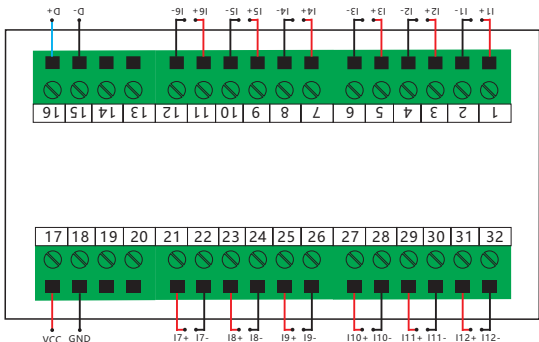 D+ D- I6- I6+ I5- I5+ I4- I4+ I3- I3+ I2- I2+ I1- I1+
16 15 14 13 12 11 10 9 8 7 6 5 4 3 2 1
17 18 19 20 21 22 23 24 25 26 27 28 29 30 31 32
VCC GND I7+ I7- I8+ I8- I9+ I9- I10+ I10- I11+ I11- I12+ I12-